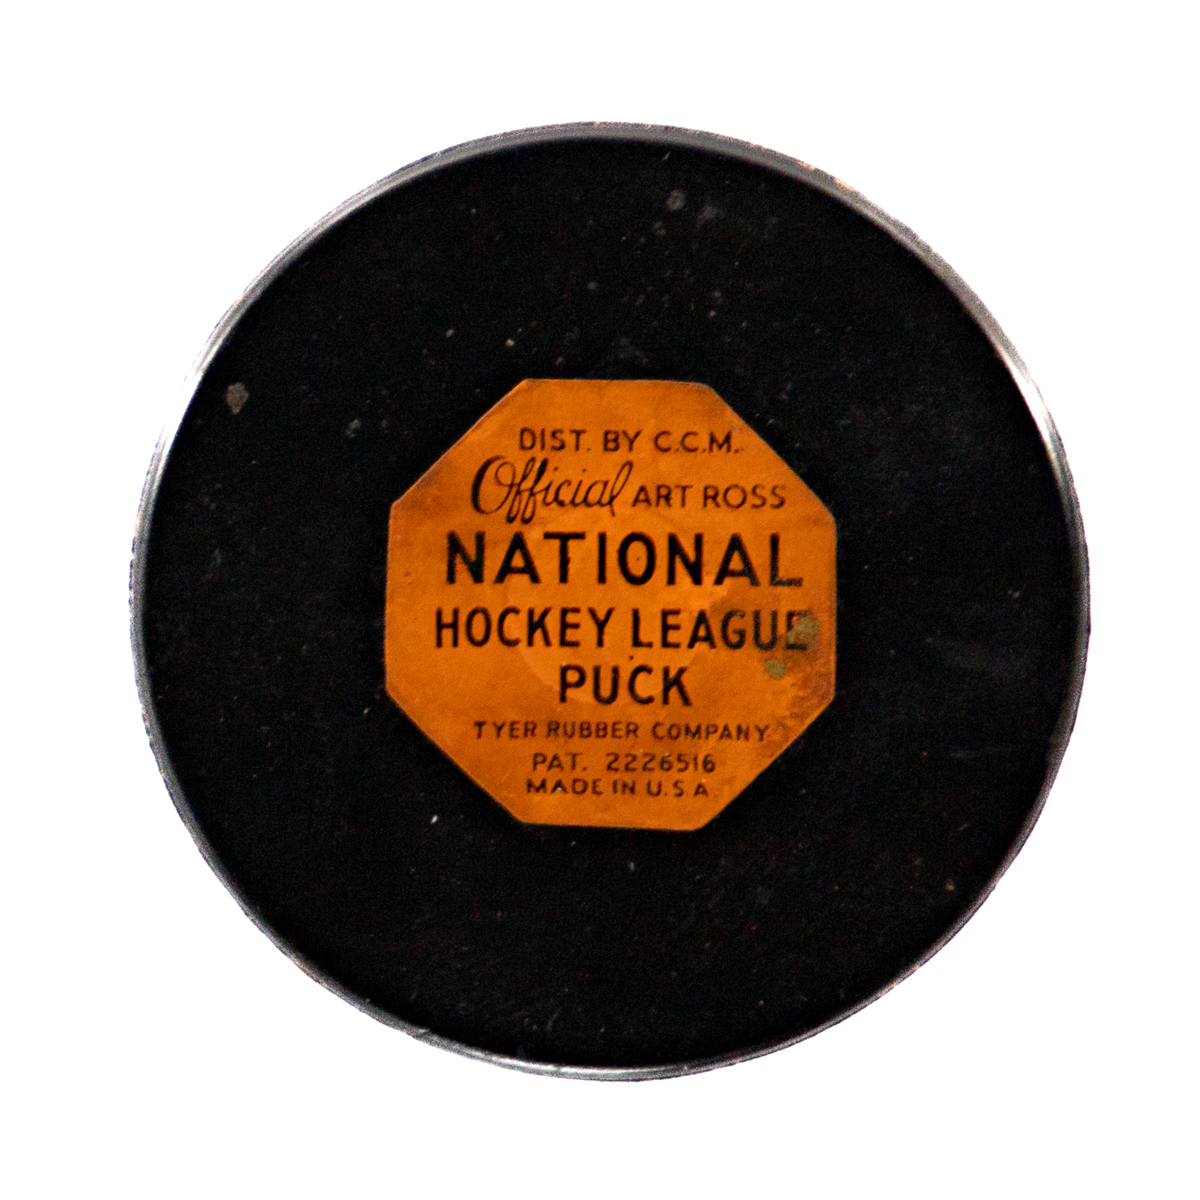 DIST. BY C.C.M.
Official ART ROSS
NATIONAL
HOCKEY LEAGUE
PUCK
TYER RUBBER COMPANY
PAT. 2226516
MADE IN U.S.A.